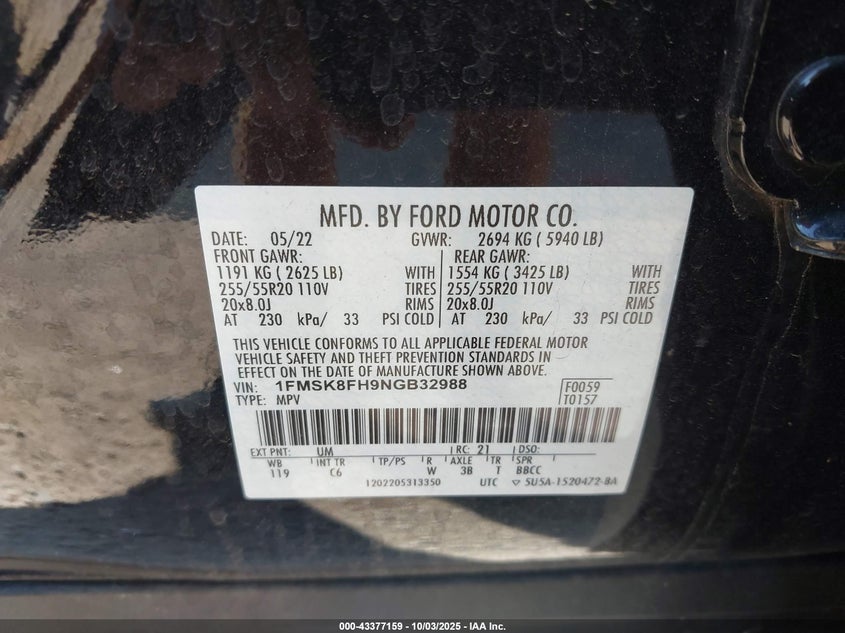 MFD. BY FORD MOTOR CO.
DATE: 05/22 GVWR: 2694 KG ( 5940 LB)
FRONT GAWR: REAR GAWR:
1191 KG ( 2625 LB) WITH 1554 KG ( 3425 LB) WITH
255/55R20 110V TIRES 255/55R20 110V TIRES
20x8.0J RIMS 20x8.0J RIMS
AT 230 kPa/ 33 PSI COLD AT 230 kPa/ 33 PSI COLD
THIS VEHICLE CONFORMS TO ALL APPLICABLE FEDERAL MOTOR
VEHICLE SAFETY AND THEFT PREVENTION STANDARDS IN
EFFECT ON THE DATE OF MANUFACTURE SHOWN ABOVE.
VIN: 1FMSK8FH9NGB32988 F0059
TYPE: MPV T0157
EXT PNT: UM RC: 21 DSO:
WB INT TR TP/PS R AXLE TR SPR
119 C6 W 3B T BBCC
1202205313350 UTC ▽ 5U5A-1520472-BA
000-43377159 - 10/03/2025 - IAA Inc.